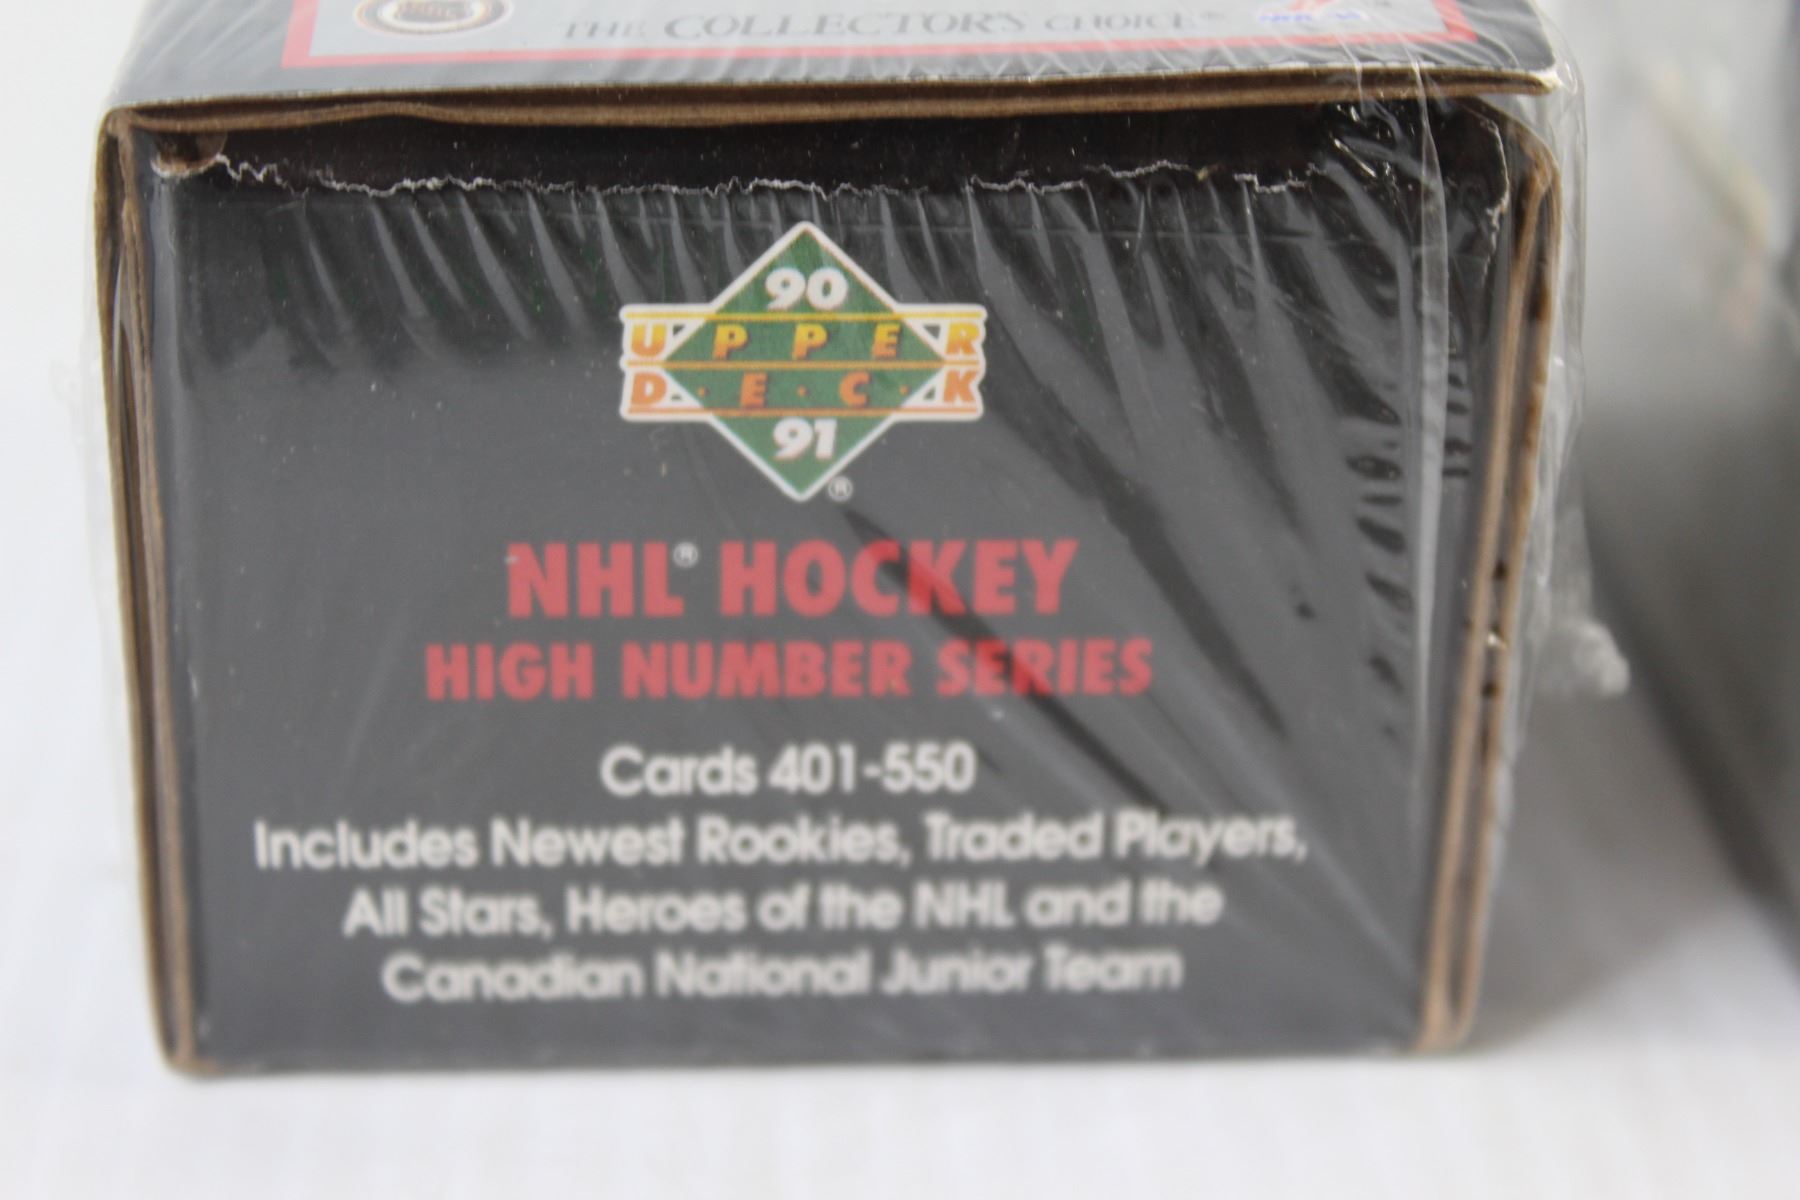 THE COLLECTOR'S CHOICE®
90
UPPER
D·E·C·K
91®
NHL® HOCKEY
HIGH NUMBER SERIES
Cards 401-550
Includes Newest Rookies, Traded Players,
All Stars, Heroes of the NHL and the
Canadian National Junior Team